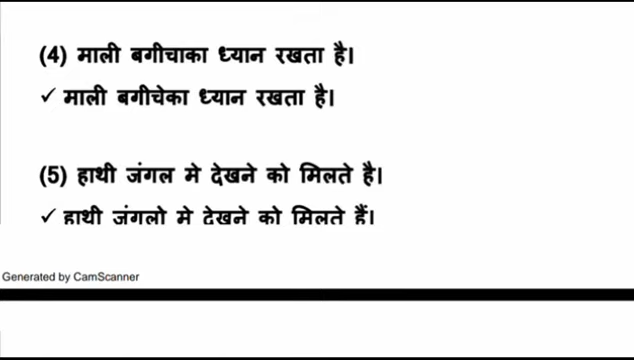 (4) माली बगीचाका ध्यान रखता है।
✓ माली बगीचेका ध्यान रखता है।
(5) हाथी जंगल मे देखने को मिलते है।
✓ हाथी जंगलो मे देखने को मिलते हैं।
Generated by CamScanner